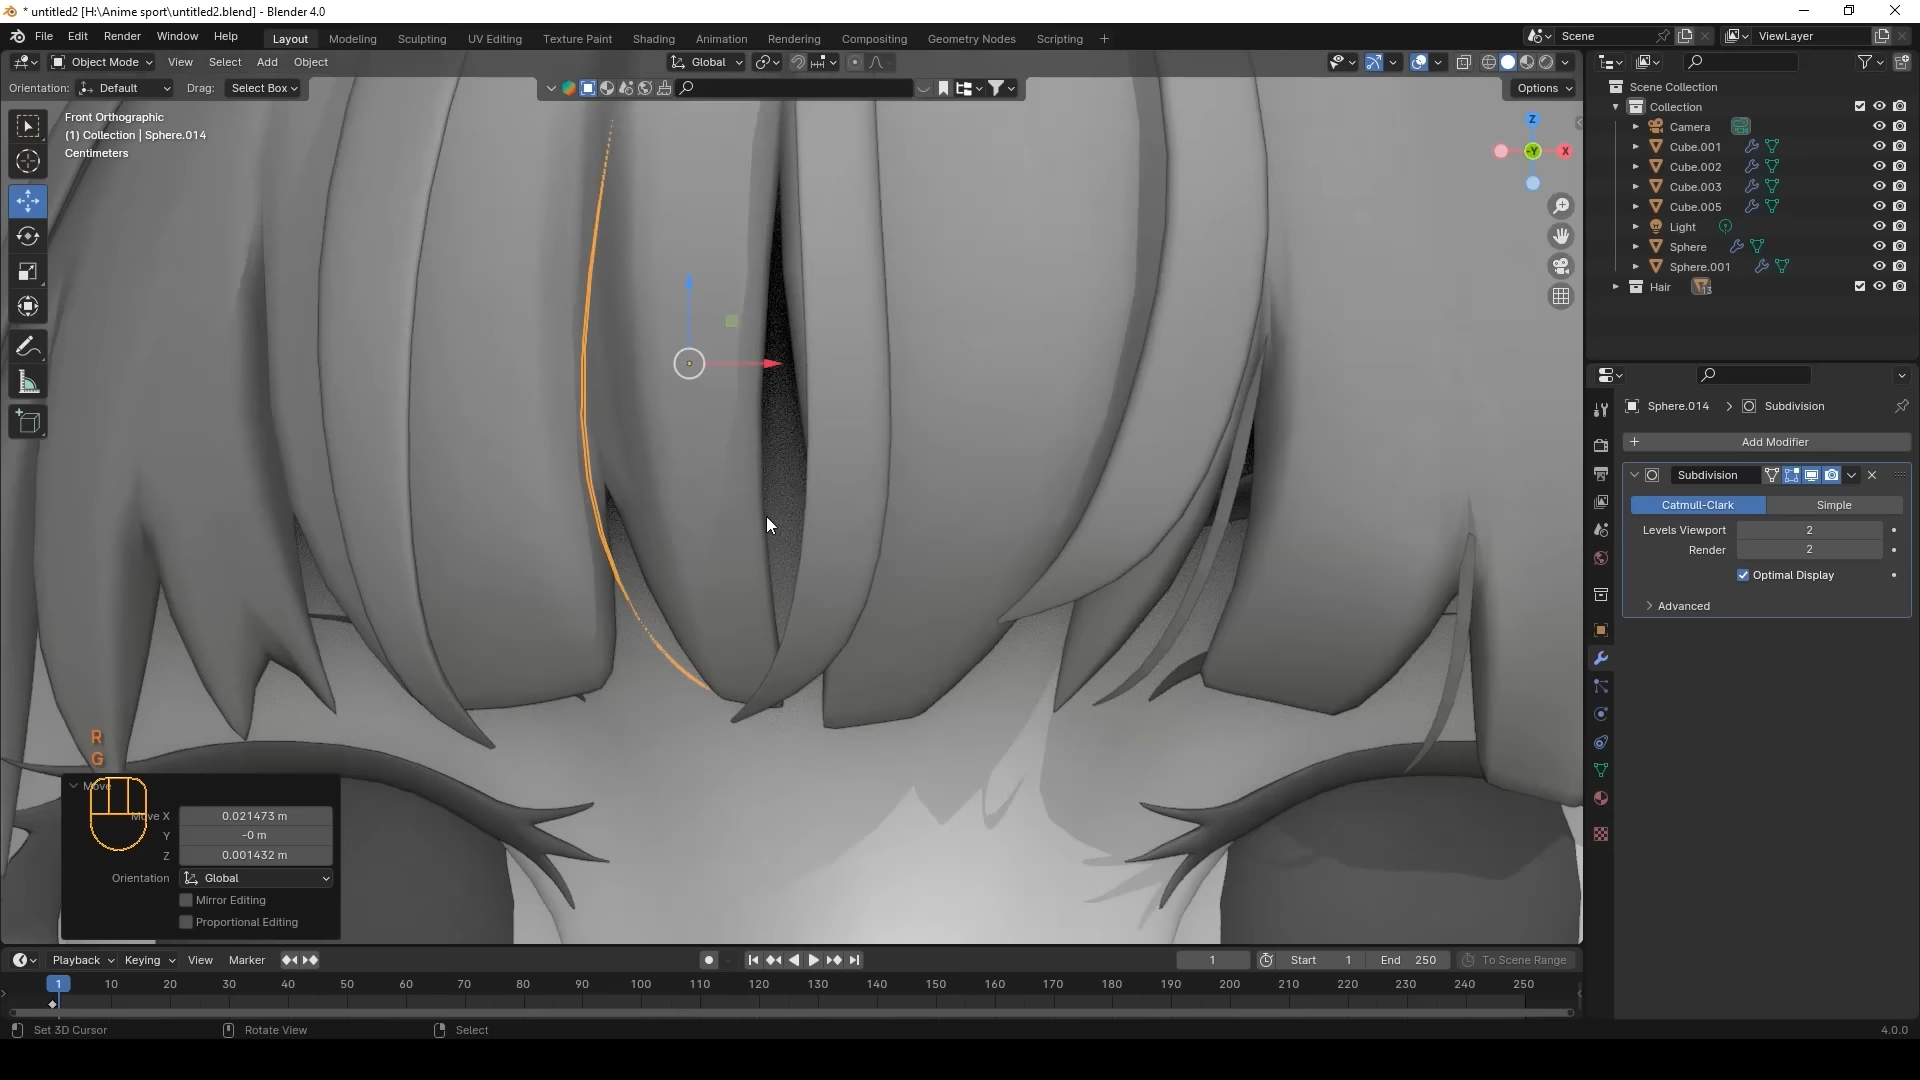 * untitled2 [H:\Anime sport\untitled2.blend] - Blender 4.0
File Edit Render Window Help
Layout Modeling Sculpting UV Editing Texture Paint Shading Animation Rendering Compositing Geometry Nodes Scripting +
Scene
ViewLayer
Object Mode View Select Add Object
Global
Orientation: Default Drag: Select Box
Options
Front Orthographic
(1) Collection | Sphere.014
Centimeters
Z
-Y
X
Scene Collection
Collection
Camera
Cube.001
Cube.002
Cube.003
Cube.005
Light
Sphere
Sphere.001
Hair 13
Sphere.014 > Subdivision
+ Add Modifier
Subdivision
Catmull-Clark Simple
Levels Viewport 2
Render 2
Optimal Display
Advanced
R
G
Move
Move X 0.021473 m
Y -0 m
Z 0.001432 m
Orientation Global
Mirror Editing
Proportional Editing
Playback Keying View Marker
1 Start 1 End 250 To Scene Range
1 10 20 30 40 50 60 70 80 90 100 110 120 130 140 150 160 170 180 190 200 210 220 230 240 250
Set 3D Cursor Rotate View Select 4.0.0